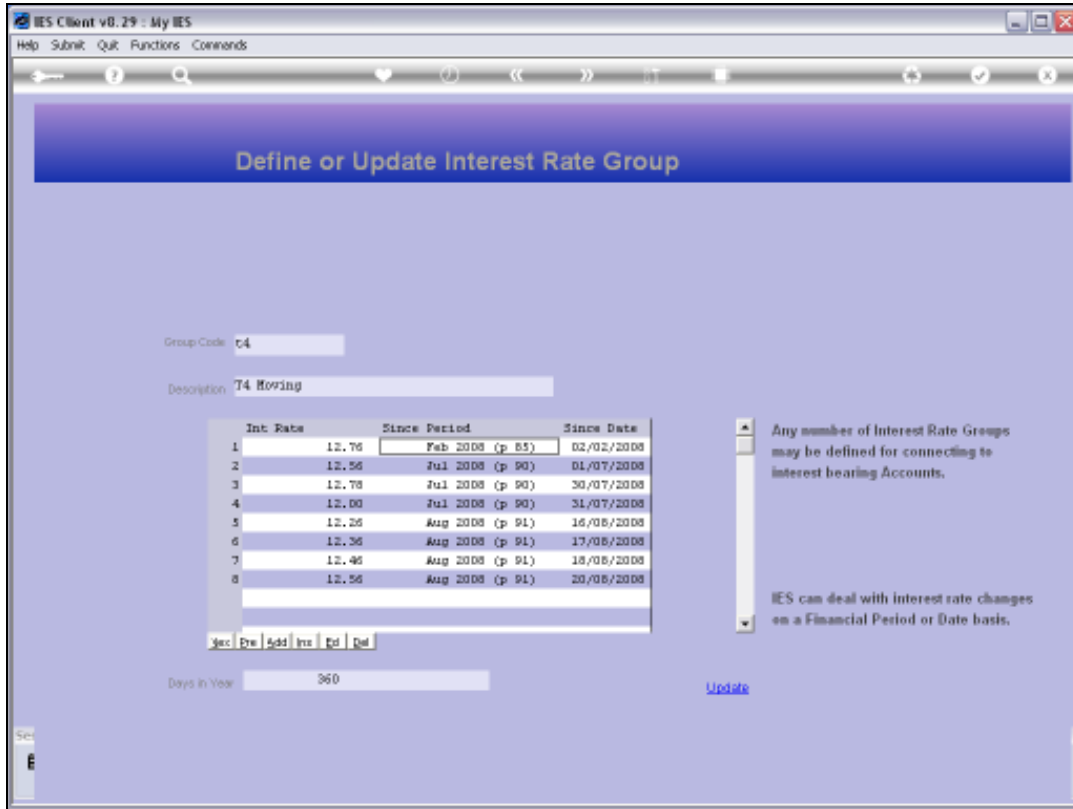 IES Client v8.29 : My IES
Help Submit Quit Functions Commands
Define or Update Interest Rate Group
Group Code t4
Description T4 Moving
Int Rate Since Period Since Date
1 12.76 Feb 2008 (p 85) 02/02/2008
2 12.56 Jul 2008 (p 90) 01/07/2008
3 12.78 Jul 2008 (p 90) 30/07/2008
4 12.00 Jul 2008 (p 90) 31/07/2008
5 12.26 Aug 2008 (p 91) 16/08/2008
6 12.36 Aug 2008 (p 91) 17/08/2008
7 12.46 Aug 2008 (p 91) 18/08/2008
8 12.56 Aug 2008 (p 91) 20/08/2008
Any number of Interest Rate Groups
may be defined for connecting to
interest bearing Accounts.
IES can deal with interest rate changes
on a Financial Period or Date basis.
Nex Pre Add Ins Ed Del
Days in Year 360
Update